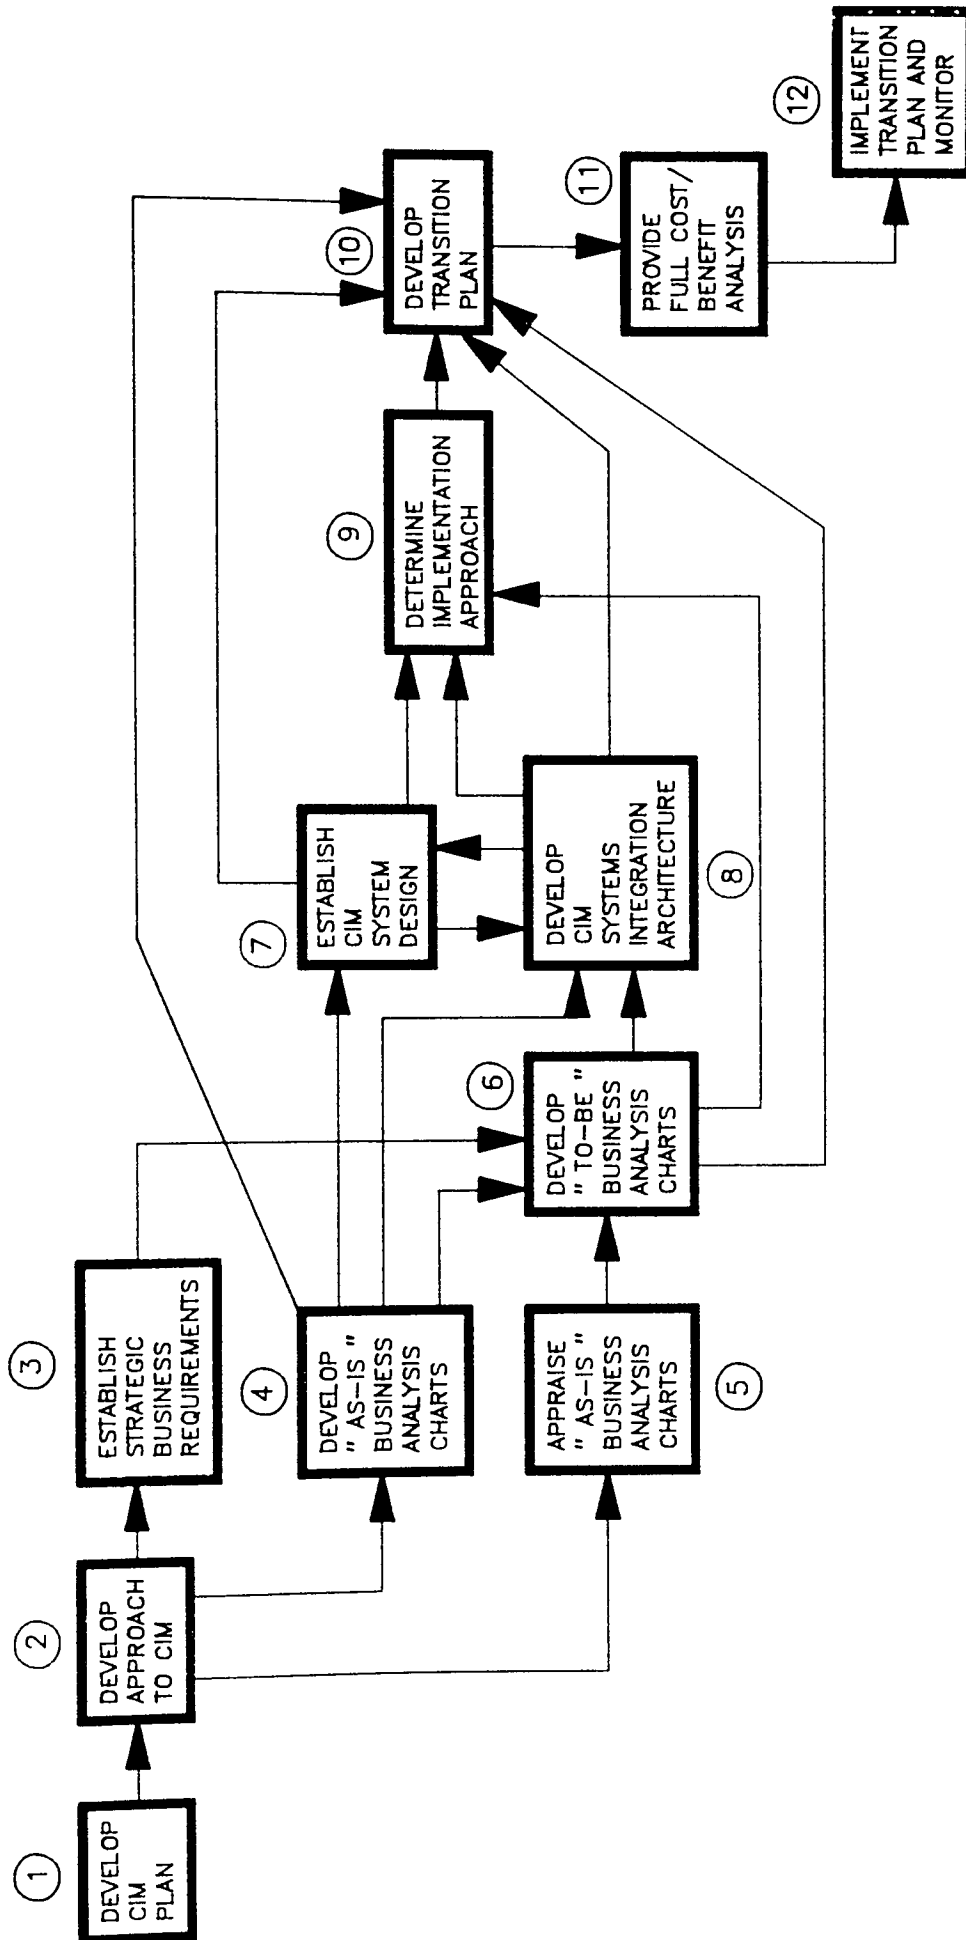 1
DEVELOP
CIM
PLAN
2
DEVELOP
APPROACH
TO CIM
3
ESTABLISH
STRATEGIC
BUSINESS
REQUIREMENTS
4
DEVELOP
" AS-IS "
BUSINESS
ANALYSIS
CHARTS
APPRAISE
" AS-IS "
BUSINESS
ANALYSIS
CHARTS
5
6
DEVELOP
" TO-BE "
BUSINESS
ANALYSIS
CHARTS
7
ESTABLISH
CIM
SYSTEM
DESIGN
DEVELOP
CIM
SYSTEMS
INTEGRATION
ARCHITECTURE
8
9
DETERMINE
IMPLEMENTATION
APPROACH
10
DEVELOP
TRANSITION
PLAN
11
PROVIDE
FULL COST/
BENEFIT
ANALYSIS
12
IMPLEMENT
TRANSITION
PLAN AND
MONITOR